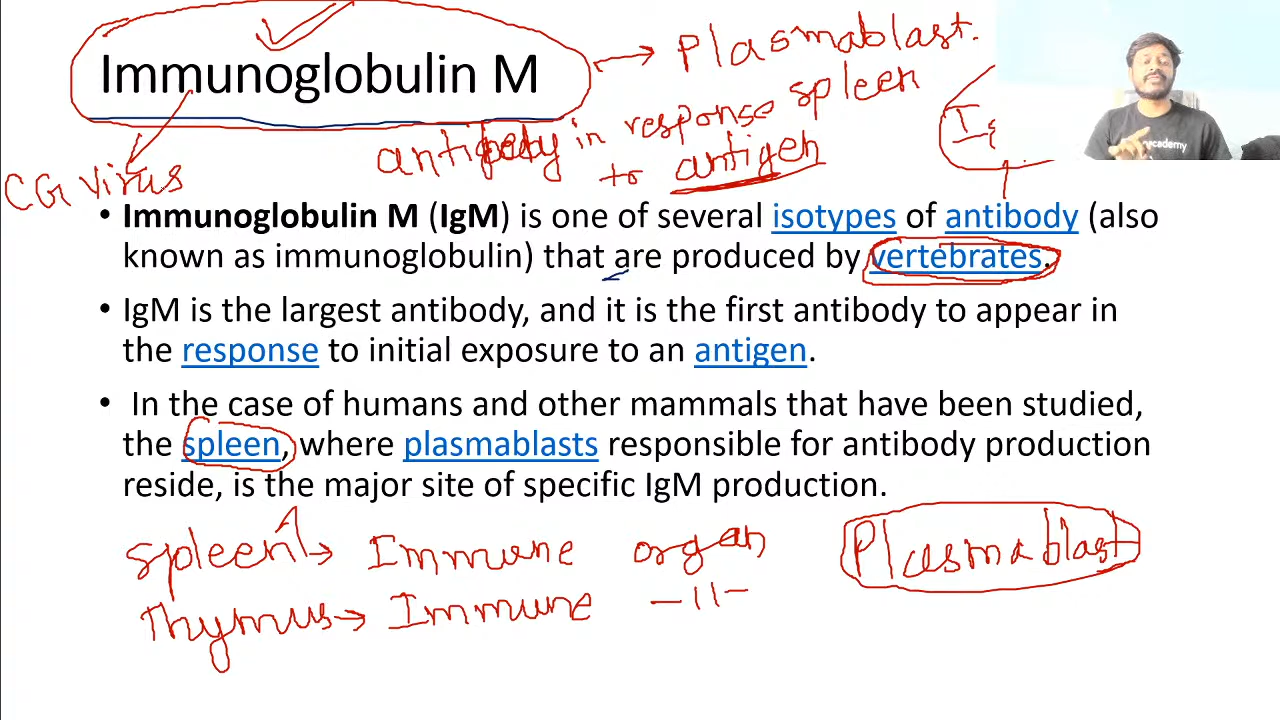 Immunoglobulin M
Plasmablast.
spleen
antibody in response
to antigen
CG virus
Ig
academy
• Immunoglobulin M (IgM) is one of several isotypes of antibody (also
known as immunoglobulin) that are produced by vertebrates.
• IgM is the largest antibody, and it is the first antibody to appear in
the response to initial exposure to an antigen.
• In the case of humans and other mammals that have been studied,
the spleen, where plasmablasts responsible for antibody production
reside, is the major site of specific IgM production.
Spleen → Immune organ
Plasmablast
Thymus → Immune —11—